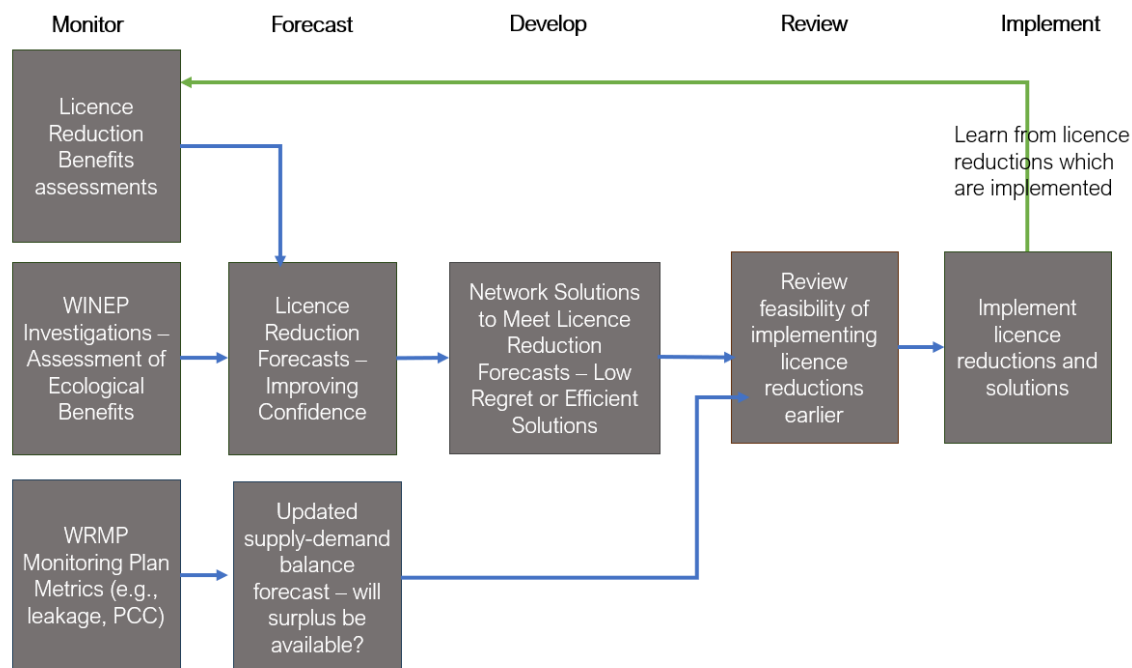 Monitor
Forecast
Develop
Review
Implement
Licence
Reduction
Benefits
assessments
Learn from licence
reductions which
are implemented
WINEP
Investigations –
Assessment of
Ecological
Benefits
Licence
Reduction
Forecasts –
Improving
Confidence
Network Solutions
to Meet Licence
Reduction
Forecasts – Low
Regret or Efficient
Solutions
Review
feasibility of
implementing
licence
reductions
earlier
Implement
licence
reductions and
solutions
WRMP
Monitoring Plan
Metrics (e.g.,
leakage, PCC)
Updated
supply-demand
balance
forecast – will
surplus be
available?